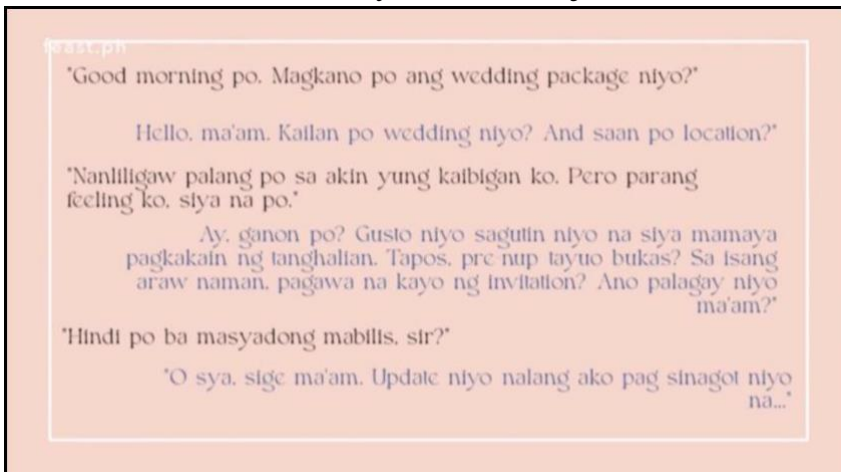 feast.ph
"Good morning po. Magkano po ang wedding package niyo?"
Hello, ma'am. Kailan po wedding niyo? And saan po location?"
"Nanliligaw palang po sa akin yung kaibigan ko. Pero parang
feeling ko, siya na po."
Ay, ganon po? Gusto niyo sagutin niyo na siya mamaya
pagkakain ng tanghalian. Tapos, pre nup tayuo bukas? Sa isang
araw naman, pagawa na kayo ng invitation? Ano palagay niyo
ma'am?"
"Hindi po ba masyadong mabilis, sir?"
"O sya, sige ma'am. Update niyo nalang ako pag sinagot niyo
na..."